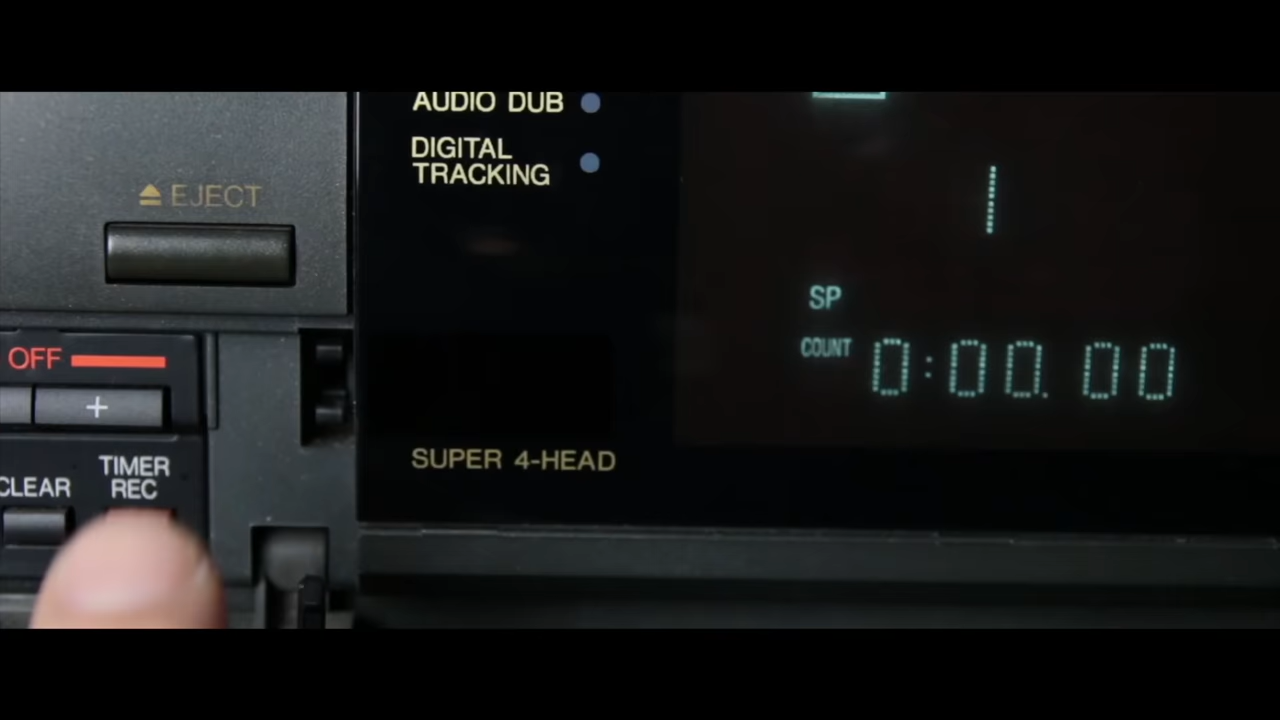 AUDIO DUB
DIGITAL
TRACKING
EJECT
SP
COUNT 0:00.00
OFF
+
TIMER
REC
CLEAR
SUPER 4-HEAD